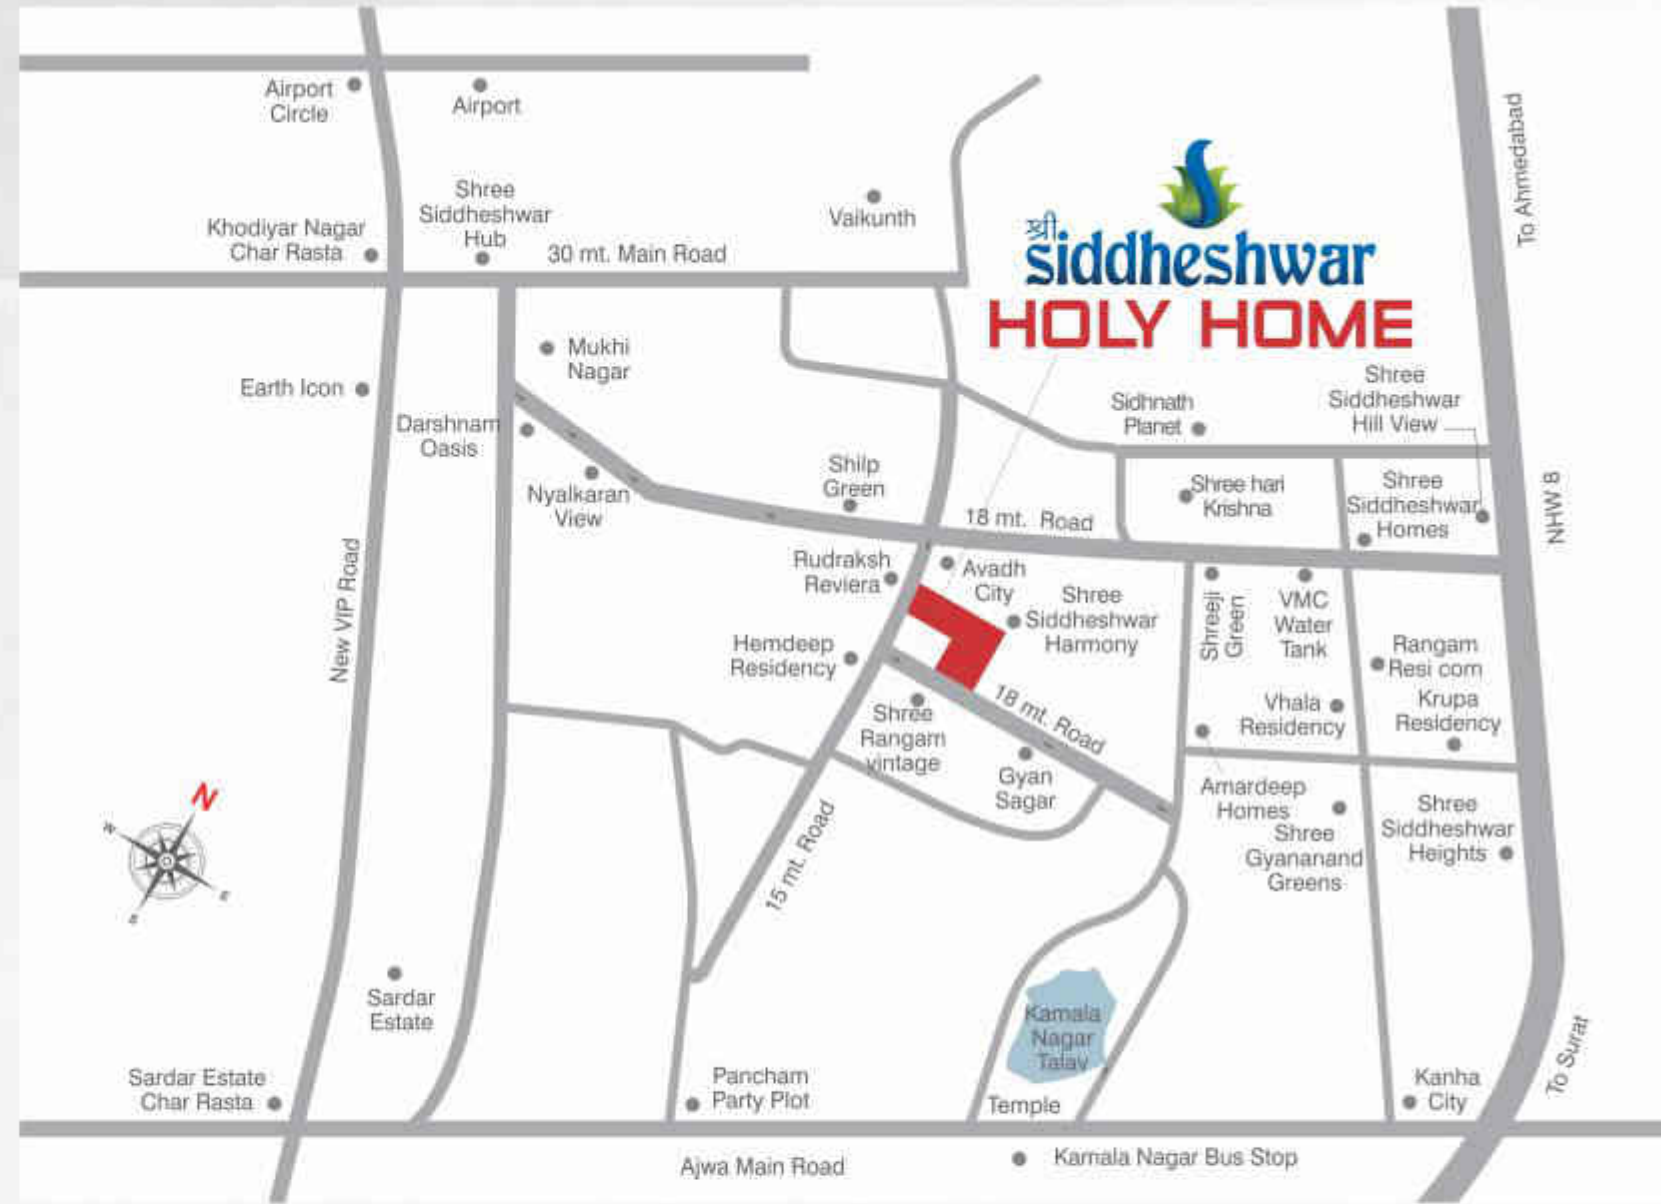 Airport
Circle
Airport
To Ahmedabad
Shree
Siddheshwar
Hub
Khodiyar Nagar
Char Rasta
30 mt. Main Road
Vaikunth
श्री
siddheshwar
HOLY HOME
Mukhi
Nagar
Earth Icon
Darshnam
Oasis
Nyalkaran
View
Shilp
Green
Sidhnath
Planet
Shree
Siddheshwar
Hill View
Shree hari
Krishna
Shree
Siddheshwar
Homes
NHW 8
18 mt. Road
New VIP Road
Rudraksh
Reviera
Avadh
City
Shree
Siddheshwar
Harmony
Shreeji
Green
VMC
Water
Tank
Rangam
Resi com
Hemdeep
Residency
18 mt. Road
Vhala
Residency
Krupa
Residency
Shree
Rangam
vintage
Gyan
Sagar
Amardeep
Homes
Shree
Gyananand
Greens
Shree
Siddheshwar
Heights
N
W
E
S
15 mt. Road
Sardar
Estate
Kamala
Nagar
Talav
To Surat
Sardar Estate
Char Rasta
Pancham
Party Plot
Temple
Kanha
City
Ajwa Main Road
Kamala Nagar Bus Stop